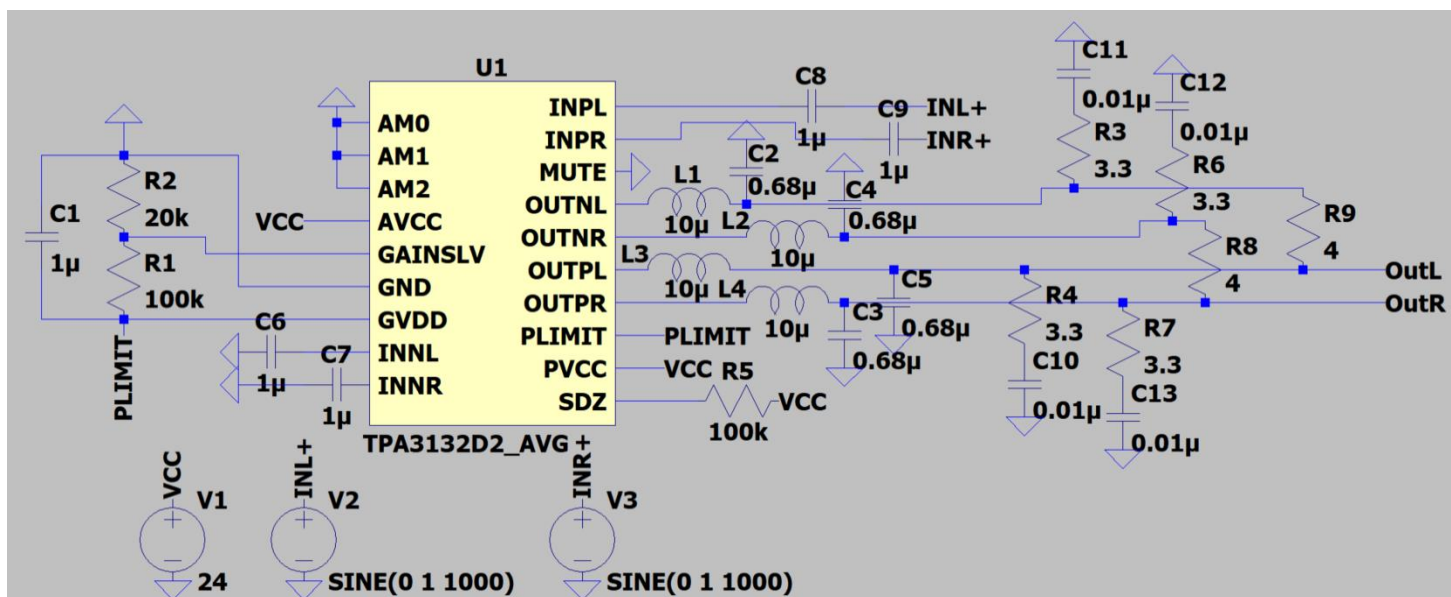 U1
TPA3132D2_AVG
AM0
AM1
AM2
AVCC
GAINSLV
GND
GVDD
INNL
INNR
INPL
INPR
MUTE
OUTNL
OUTNR
OUTPL
OUTPR
PLIMIT
PVCC
SDZ
C1
1µ
R2
20k
R1
100k
PLIMIT
VCC
C6
1µ
C7
1µ
C8
1µ
INL+
C9
1µ
INR+
C2
0.68µ
L1
10µ
C4
0.68µ
L2
10µ
L3
10µ
L4
10µ
C5
0.68µ
C3
0.68µ
PLIMIT
VCC
R5
100k
VCC
C11
0.01µ
R3
3.3
C12
0.01µ
R6
3.3
R9
4
R8
4
OutL
OutR
R4
3.3
C10
0.01µ
R7
3.3
C13
0.01µ
VCC
V1
24
INL+
V2
SINE(0 1 1000)
INR+
V3
SINE(0 1 1000)